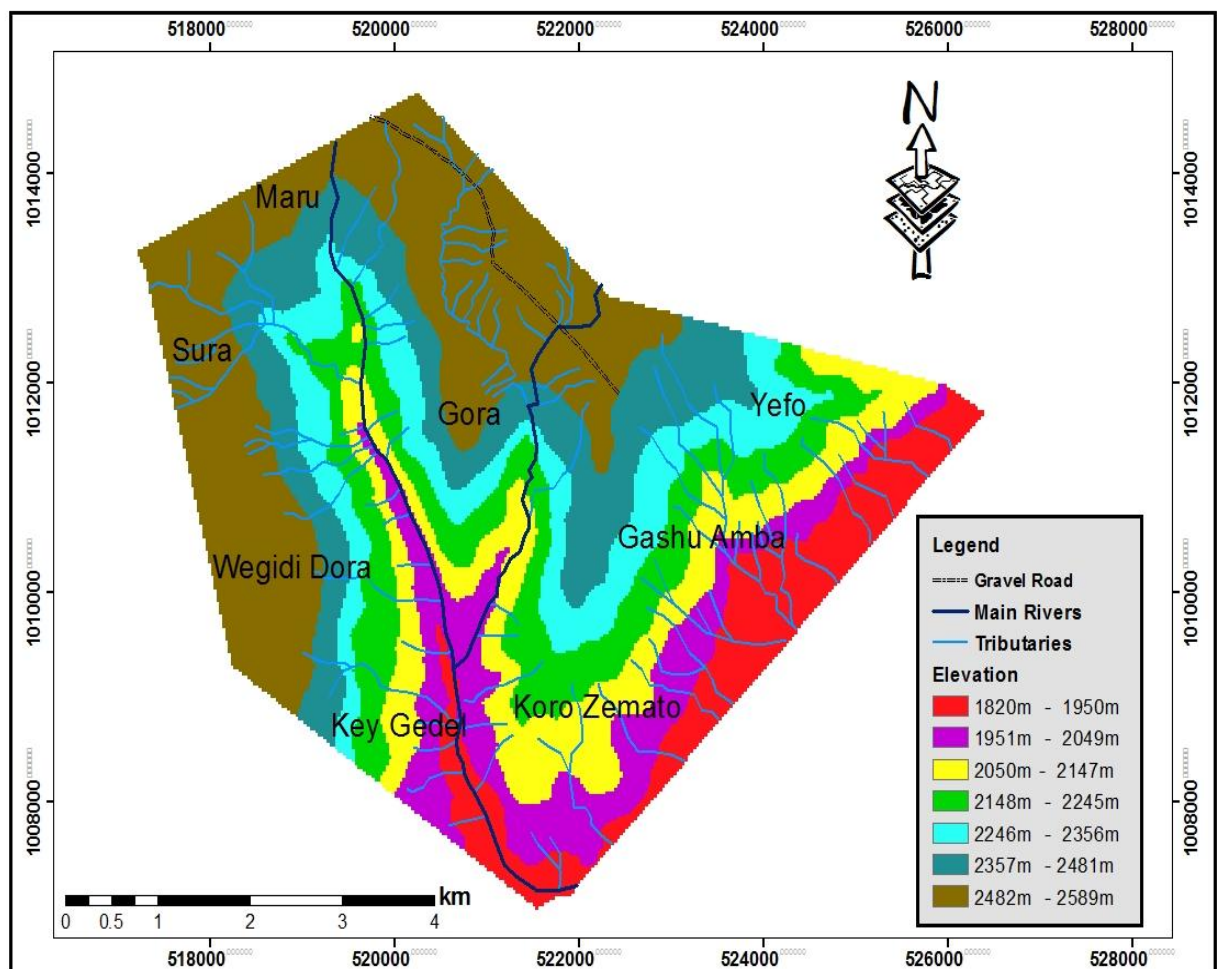 518000 520000 522000 524000 526000 528000
N
1014000 1014000
Maru
Sura
1012000 1012000
Gora
Yefo
Gashu Amba
Wegidi Dora
1010000 1010000
Koro Zemato
Key Gedel
1008000 1008000
Legend
Gravel Road
Main Rivers
Tributaries
Elevation
1820m - 1950m
1951m - 2049m
2050m - 2147m
2148m - 2245m
2246m - 2356m
2357m - 2481m
2482m - 2589m
km
0 0.5 1 2 3 4
518000 520000 522000 524000 526000 528000